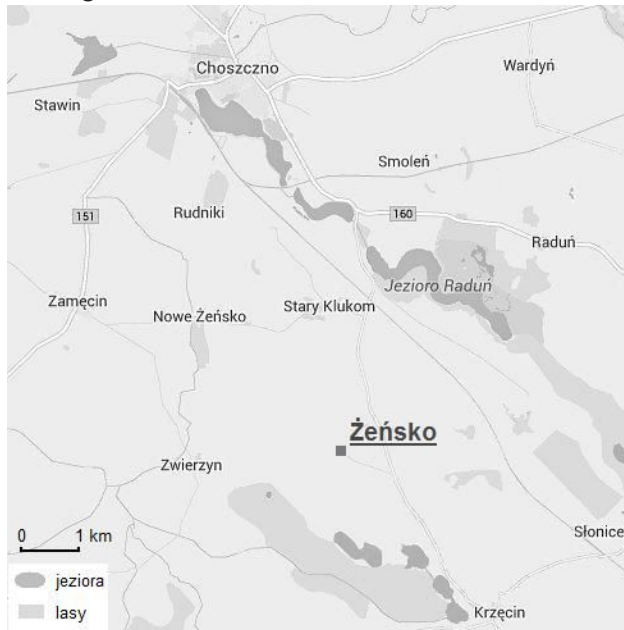 Choszczno
Wardyń
Stawin
Smoleń
151
Rudniki
160
Raduń
Jezioro Raduń
Zamęcin
Nowe Żeńsko
Stary Klukom
Żeńsko
Zwierzyn
0 1 km
Słonice
jeziora
lasy
Krzęcin